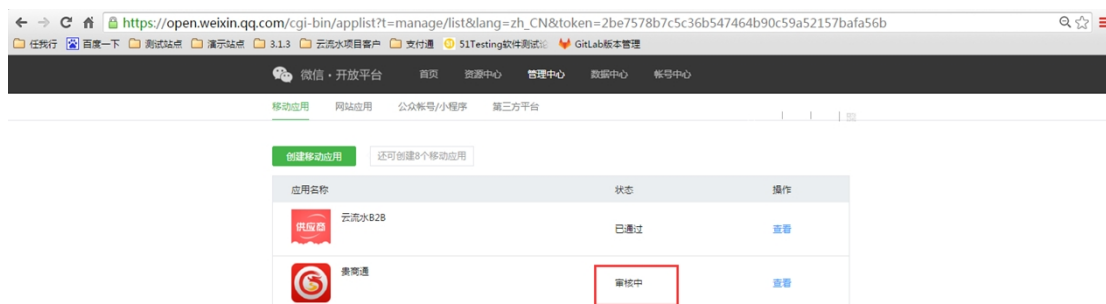 https://open.weixin.qq.com/cgi-bin/applist?t=manage/list&lang=zh_CN&token=2be7578b7c5c36b547464b90c59a52157bafa56b
任我行 百度一下 测试站点 演示站点 3.1.3 云流水项目客户 支付通 51Testing软件测试论 GitLab版本管理
微信·开放平台 首页 资源中心 管理中心 数据中心 帐号中心
移动应用 网站应用 公众帐号/小程序 第三方平台
创建移动应用 还可创建8个移动应用
应用名称 状态 操作
供应商 云流水B2B 已通过 查看
贵商通 审核中 查看